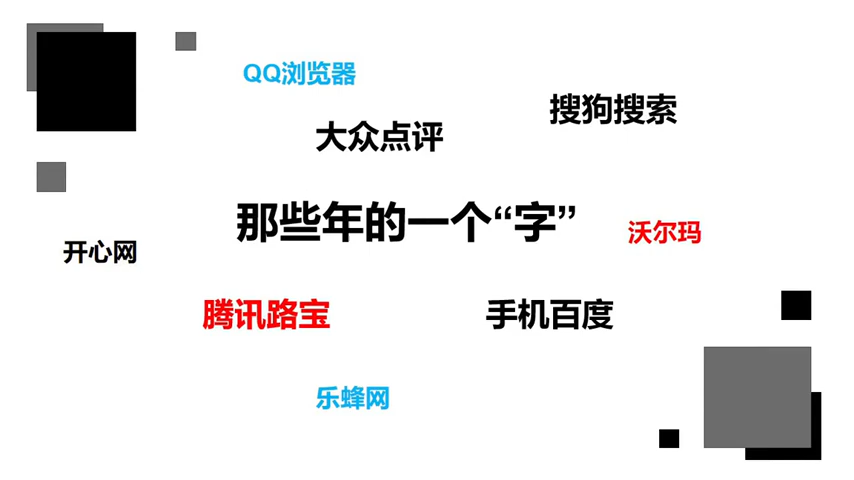 QQ浏览器
搜狗搜索
大众点评
那些年的一个“字”
沃尔玛
开心网
腾讯路宝
手机百度
乐蜂网